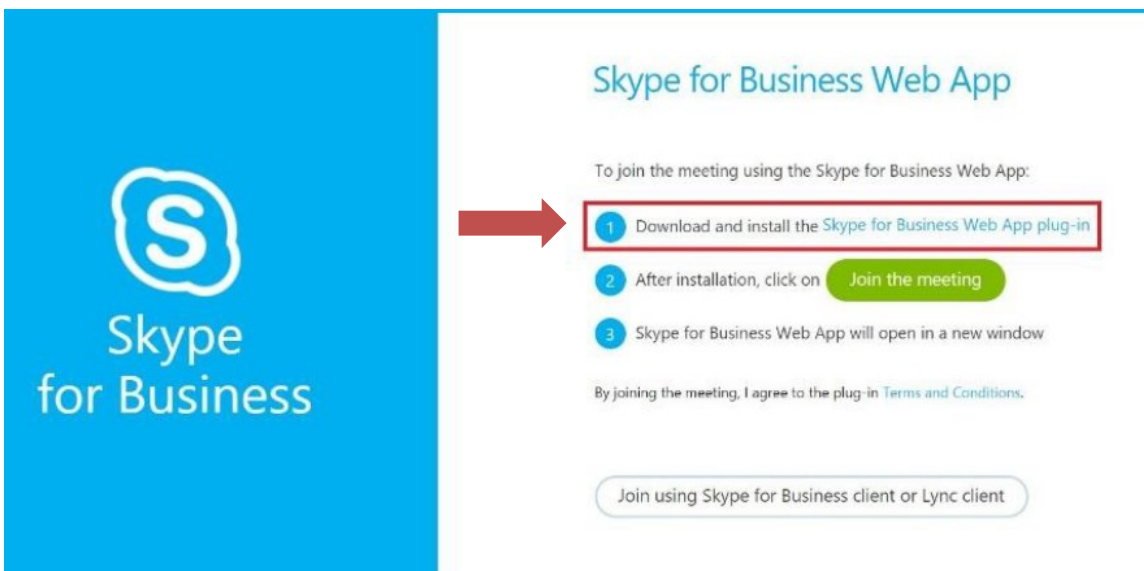 Skype
for Business
Skype for Business Web App
To join the meeting using the Skype for Business Web App:
1 Download and install the Skype for Business Web App plug-in
2 After installation, click on Join the meeting
3 Skype for Business Web App will open in a new window
By joining the meeting, I agree to the plug-in Terms and Conditions.
Join using Skype for Business client or Lync client